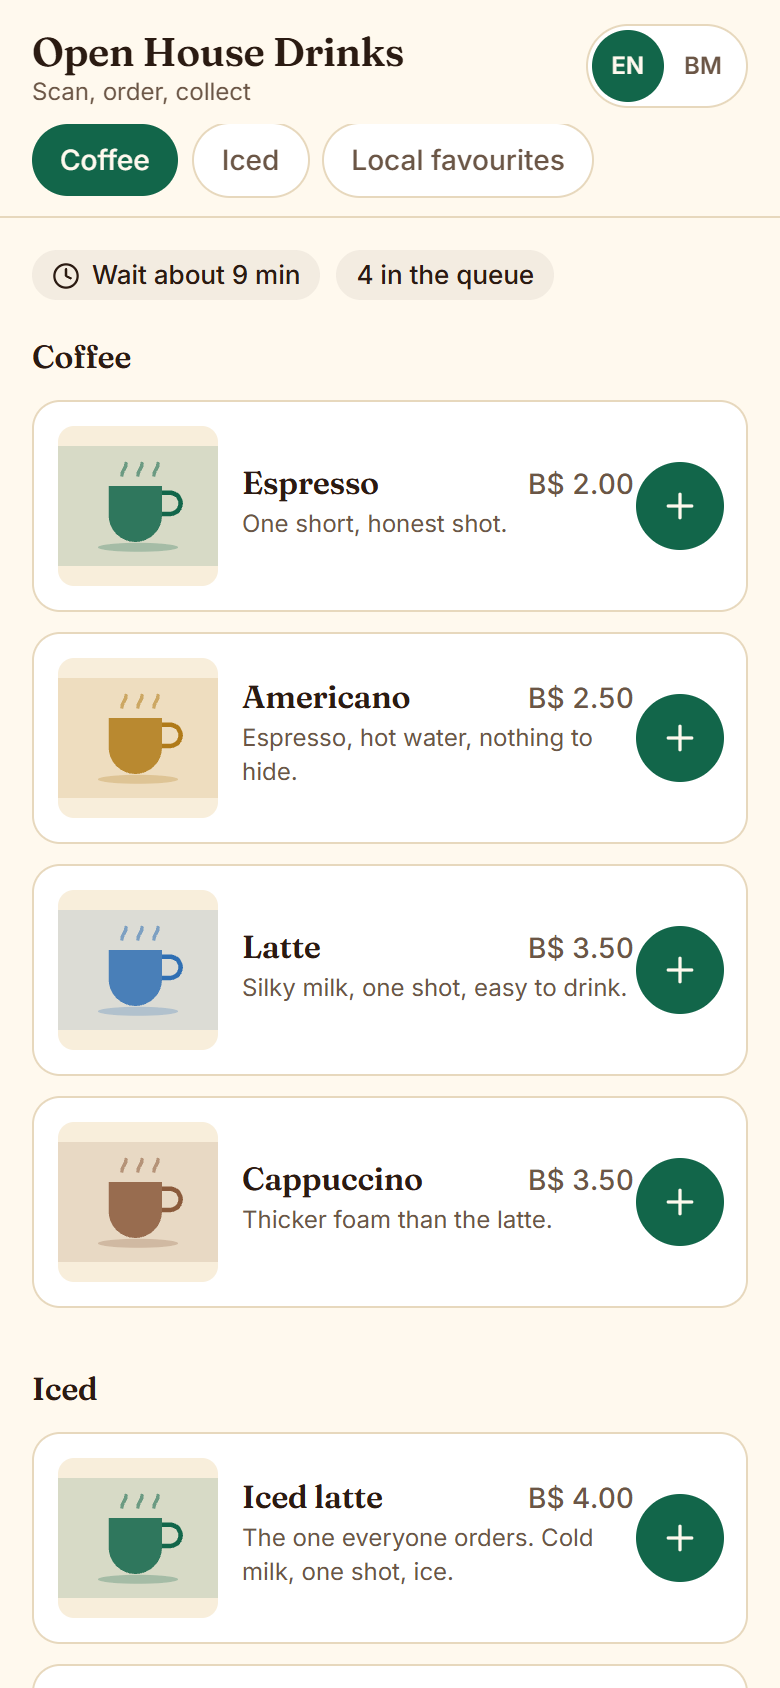 Open House Drinks
Scan, order, collect
EN
BM
Coffee
Iced
Local favourites
Wait about 9 min
4 in the queue
Coffee
Espresso
B$ 2.00
One short, honest shot.
Americano
B$ 2.50
Espresso, hot water, nothing to
hide.
Latte
B$ 3.50
Silky milk, one shot, easy to drink.
Cappuccino
B$ 3.50
Thicker foam than the latte.
Iced
Iced latte
B$ 4.00
The one everyone orders. Cold
milk, one shot, ice.